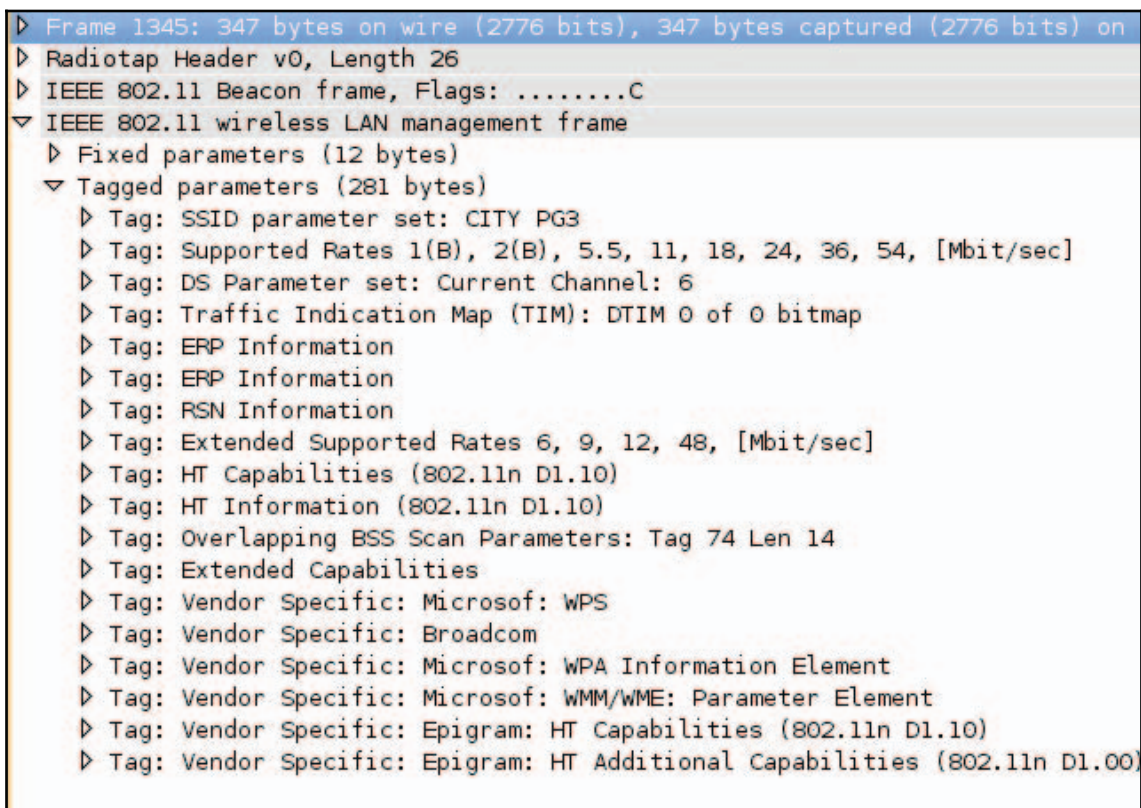 Frame 1345: 347 bytes on wire (2776 bits), 347 bytes captured (2776 bits) on
Radiotap Header v0, Length 26
IEEE 802.11 Beacon frame, Flags: ........C
IEEE 802.11 wireless LAN management frame
Fixed parameters (12 bytes)
Tagged parameters (281 bytes)
Tag: SSID parameter set: CITY PG3
Tag: Supported Rates 1(B), 2(B), 5.5, 11, 18, 24, 36, 54, [Mbit/sec]
Tag: DS Parameter set: Current Channel: 6
Tag: Traffic Indication Map (TIM): DTIM 0 of 0 bitmap
Tag: ERP Information
Tag: ERP Information
Tag: RSN Information
Tag: Extended Supported Rates 6, 9, 12, 48, [Mbit/sec]
Tag: HT Capabilities (802.11n D1.10)
Tag: HT Information (802.11n D1.10)
Tag: Overlapping BSS Scan Parameters: Tag 74 Len 14
Tag: Extended Capabilities
Tag: Vendor Specific: Microsof: WPS
Tag: Vendor Specific: Broadcom
Tag: Vendor Specific: Microsof: WPA Information Element
Tag: Vendor Specific: Microsof: WMM/WME: Parameter Element
Tag: Vendor Specific: Epigram: HT Capabilities (802.11n D1.10)
Tag: Vendor Specific: Epigram: HT Additional Capabilities (802.11n D1.00)